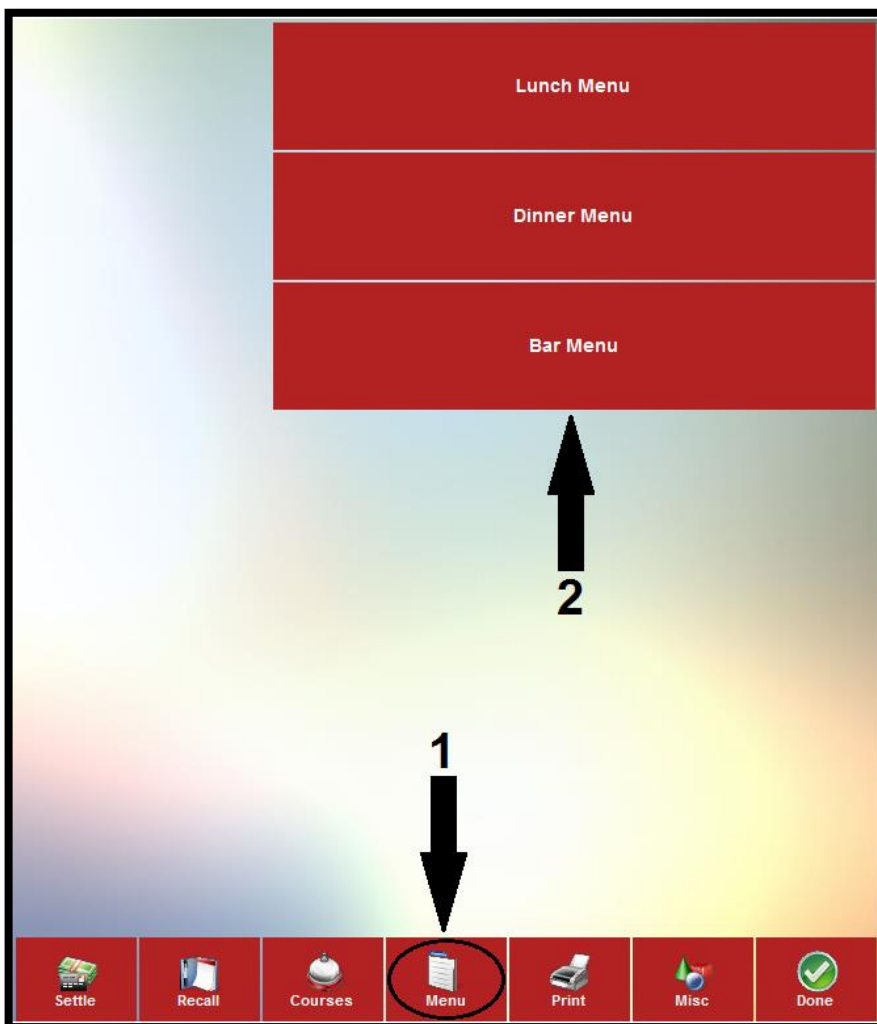 Lunch Menu
Dinner Menu
Bar Menu
2
1
Settle Recall Courses Menu Print Misc Done